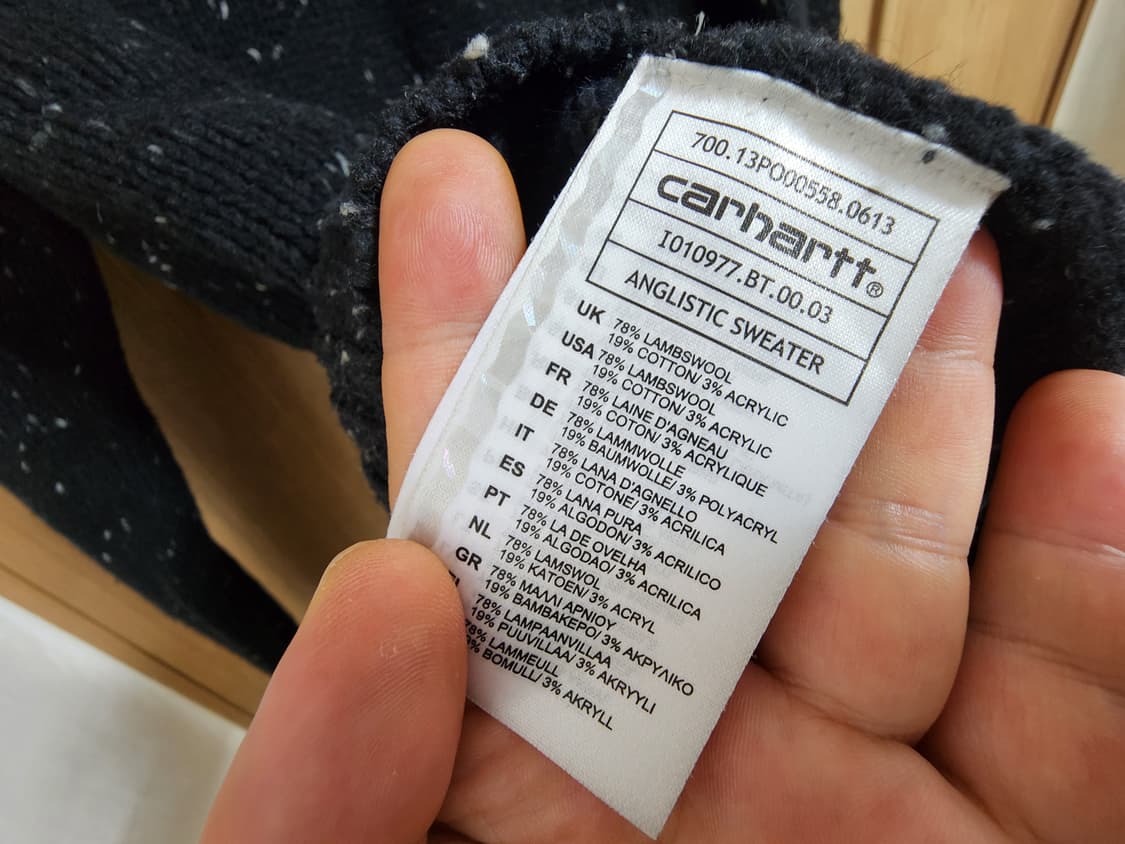 700.13PO00558.0613
carhartt®
I010977.BT.00.03
ANGLISTIC SWEATER
UK 78% LAMBSWOOL
19% COTTON/ 3% ACRYLIC
USA 78% LAMBSWOOL
19% COTTON/ 3% ACRYLIC
FR 78% LAINE D'AGNEAU
19% COTON/ 3% ACRYLIQUE
DE 78% LAMMWOLLE
19% BAUMWOLLE/ 3% POLYACRYL
IT 78% LANA D'AGNELLO
19% COTONE/ 3% ACRILICA
ES 78% LANA PURA
19% ALGODON/ 3% ACRILICO
PT 78% LA DE OVELHA
19% ALGODAO/ 3% ACRILICA
NL 78% LAMSWOL
19% KATOEN/ 3% ACRYL
GR 78% ΜΑΛΛΙ ΑΡΝΙΟΥ
19% ΒΑΜΒΑΚΕΡΟ/ 3% ΑΚΡΥΛΙΚΟ
78% LAMPAANVILLAA
19% PUUVILLAA/ 3% AKRYYLI
78% LAMMEULL
19% BOMULL/ 3% AKRYLL